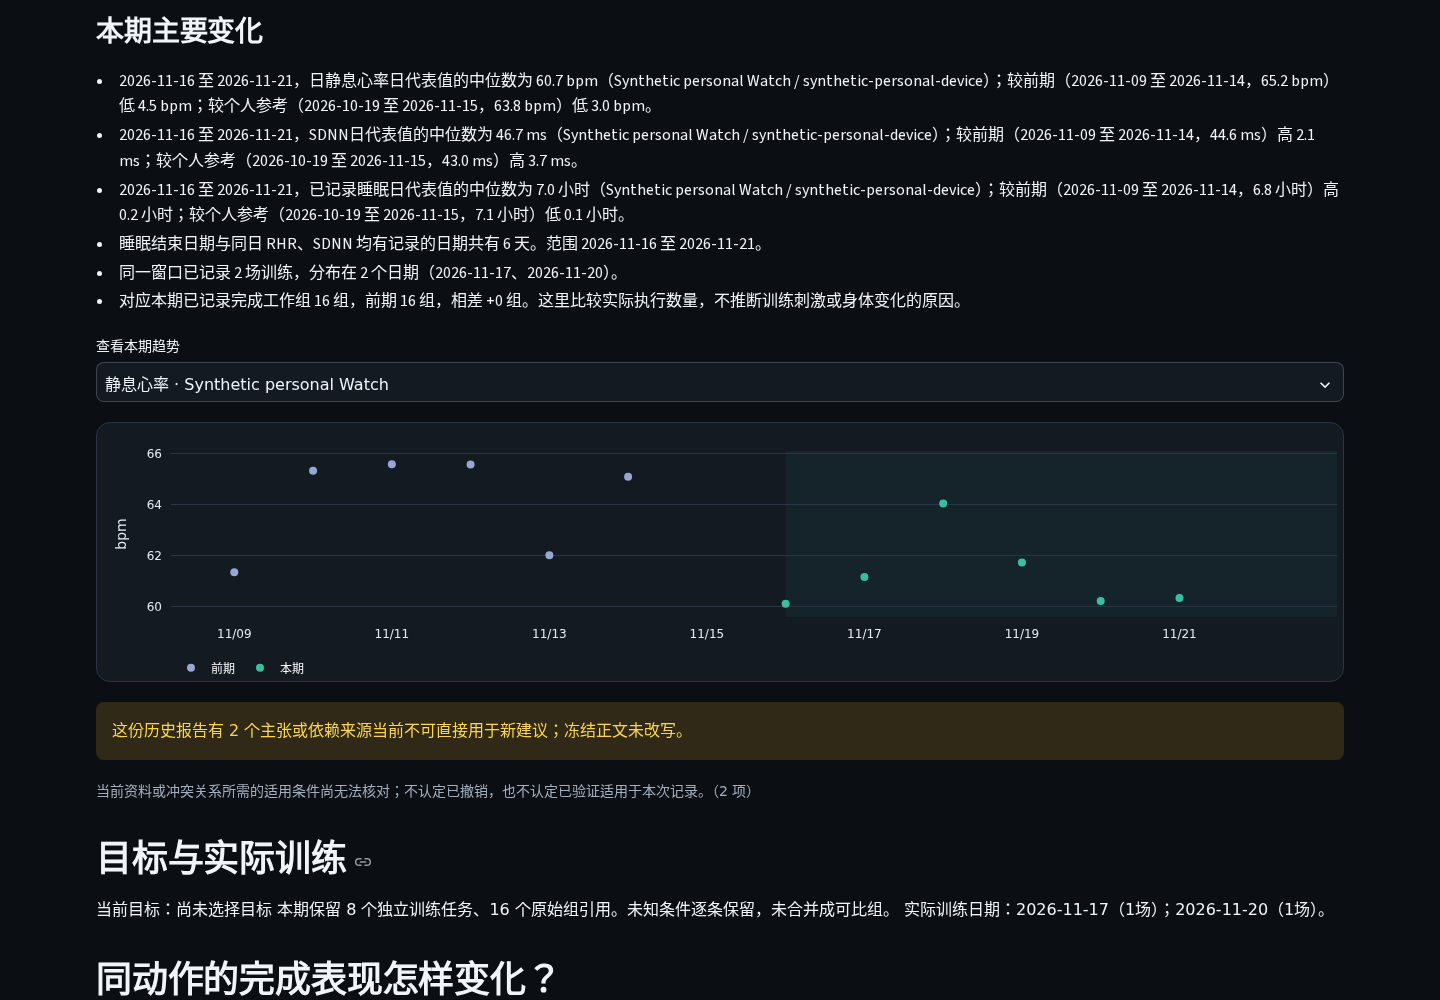 本期主要变化
2026-11-16 至 2026-11-21，日静息心率日代表值的中位数为 60.7 bpm（Synthetic personal Watch / synthetic-personal-device）；较前期（2026-11-09 至 2026-11-14，65.2 bpm）
低 4.5 bpm；较个人参考（2026-10-19 至 2026-11-15，63.8 bpm）低 3.0 bpm。
2026-11-16 至 2026-11-21，SDNN日代表值的中位数为 46.7 ms（Synthetic personal Watch / synthetic-personal-device）；较前期（2026-11-09 至 2026-11-14，44.6 ms）高 2.1
ms；较个人参考（2026-10-19 至 2026-11-15，43.0 ms）高 3.7 ms。
2026-11-16 至 2026-11-21，已记录睡眠日代表值的中位数为 7.0 小时（Synthetic personal Watch / synthetic-personal-device）；较前期（2026-11-09 至 2026-11-14，6.8 小时）高
0.2 小时；较个人参考（2026-10-19 至 2026-11-15，7.1 小时）低 0.1 小时。
睡眠结束日期与同日 RHR、SDNN 均有记录的日期共有 6 天。范围 2026-11-16 至 2026-11-21。
同一窗口已记录 2 场训练，分布在 2 个日期（2026-11-17、2026-11-20）。
对应本期已记录完成工作组 16 组，前期 16 组，相差 +0 组。这里比较实际执行数量，不推断训练刺激或身体变化的原因。
查看本期趋势
静息心率 · Synthetic personal Watch
66
64
62
60
bpm
11/09 11/11 11/13 11/15 11/17 11/19 11/21
前期 本期
这份历史报告有 2 个主张或依赖来源当前不可直接用于新建议；冻结正文未改写。
当前资料或冲突关系所需的适用条件尚无法核对；不认定已撤销，也不认定已验证适用于本次记录。（2 项）
目标与实际训练
当前目标：尚未选择目标 本期保留 8 个独立训练任务、16 个原始组引用。未知条件逐条保留，未合并成可比组。 实际训练日期：2026-11-17（1场）；2026-11-20（1场）。
同动作的完成表现怎样变化？